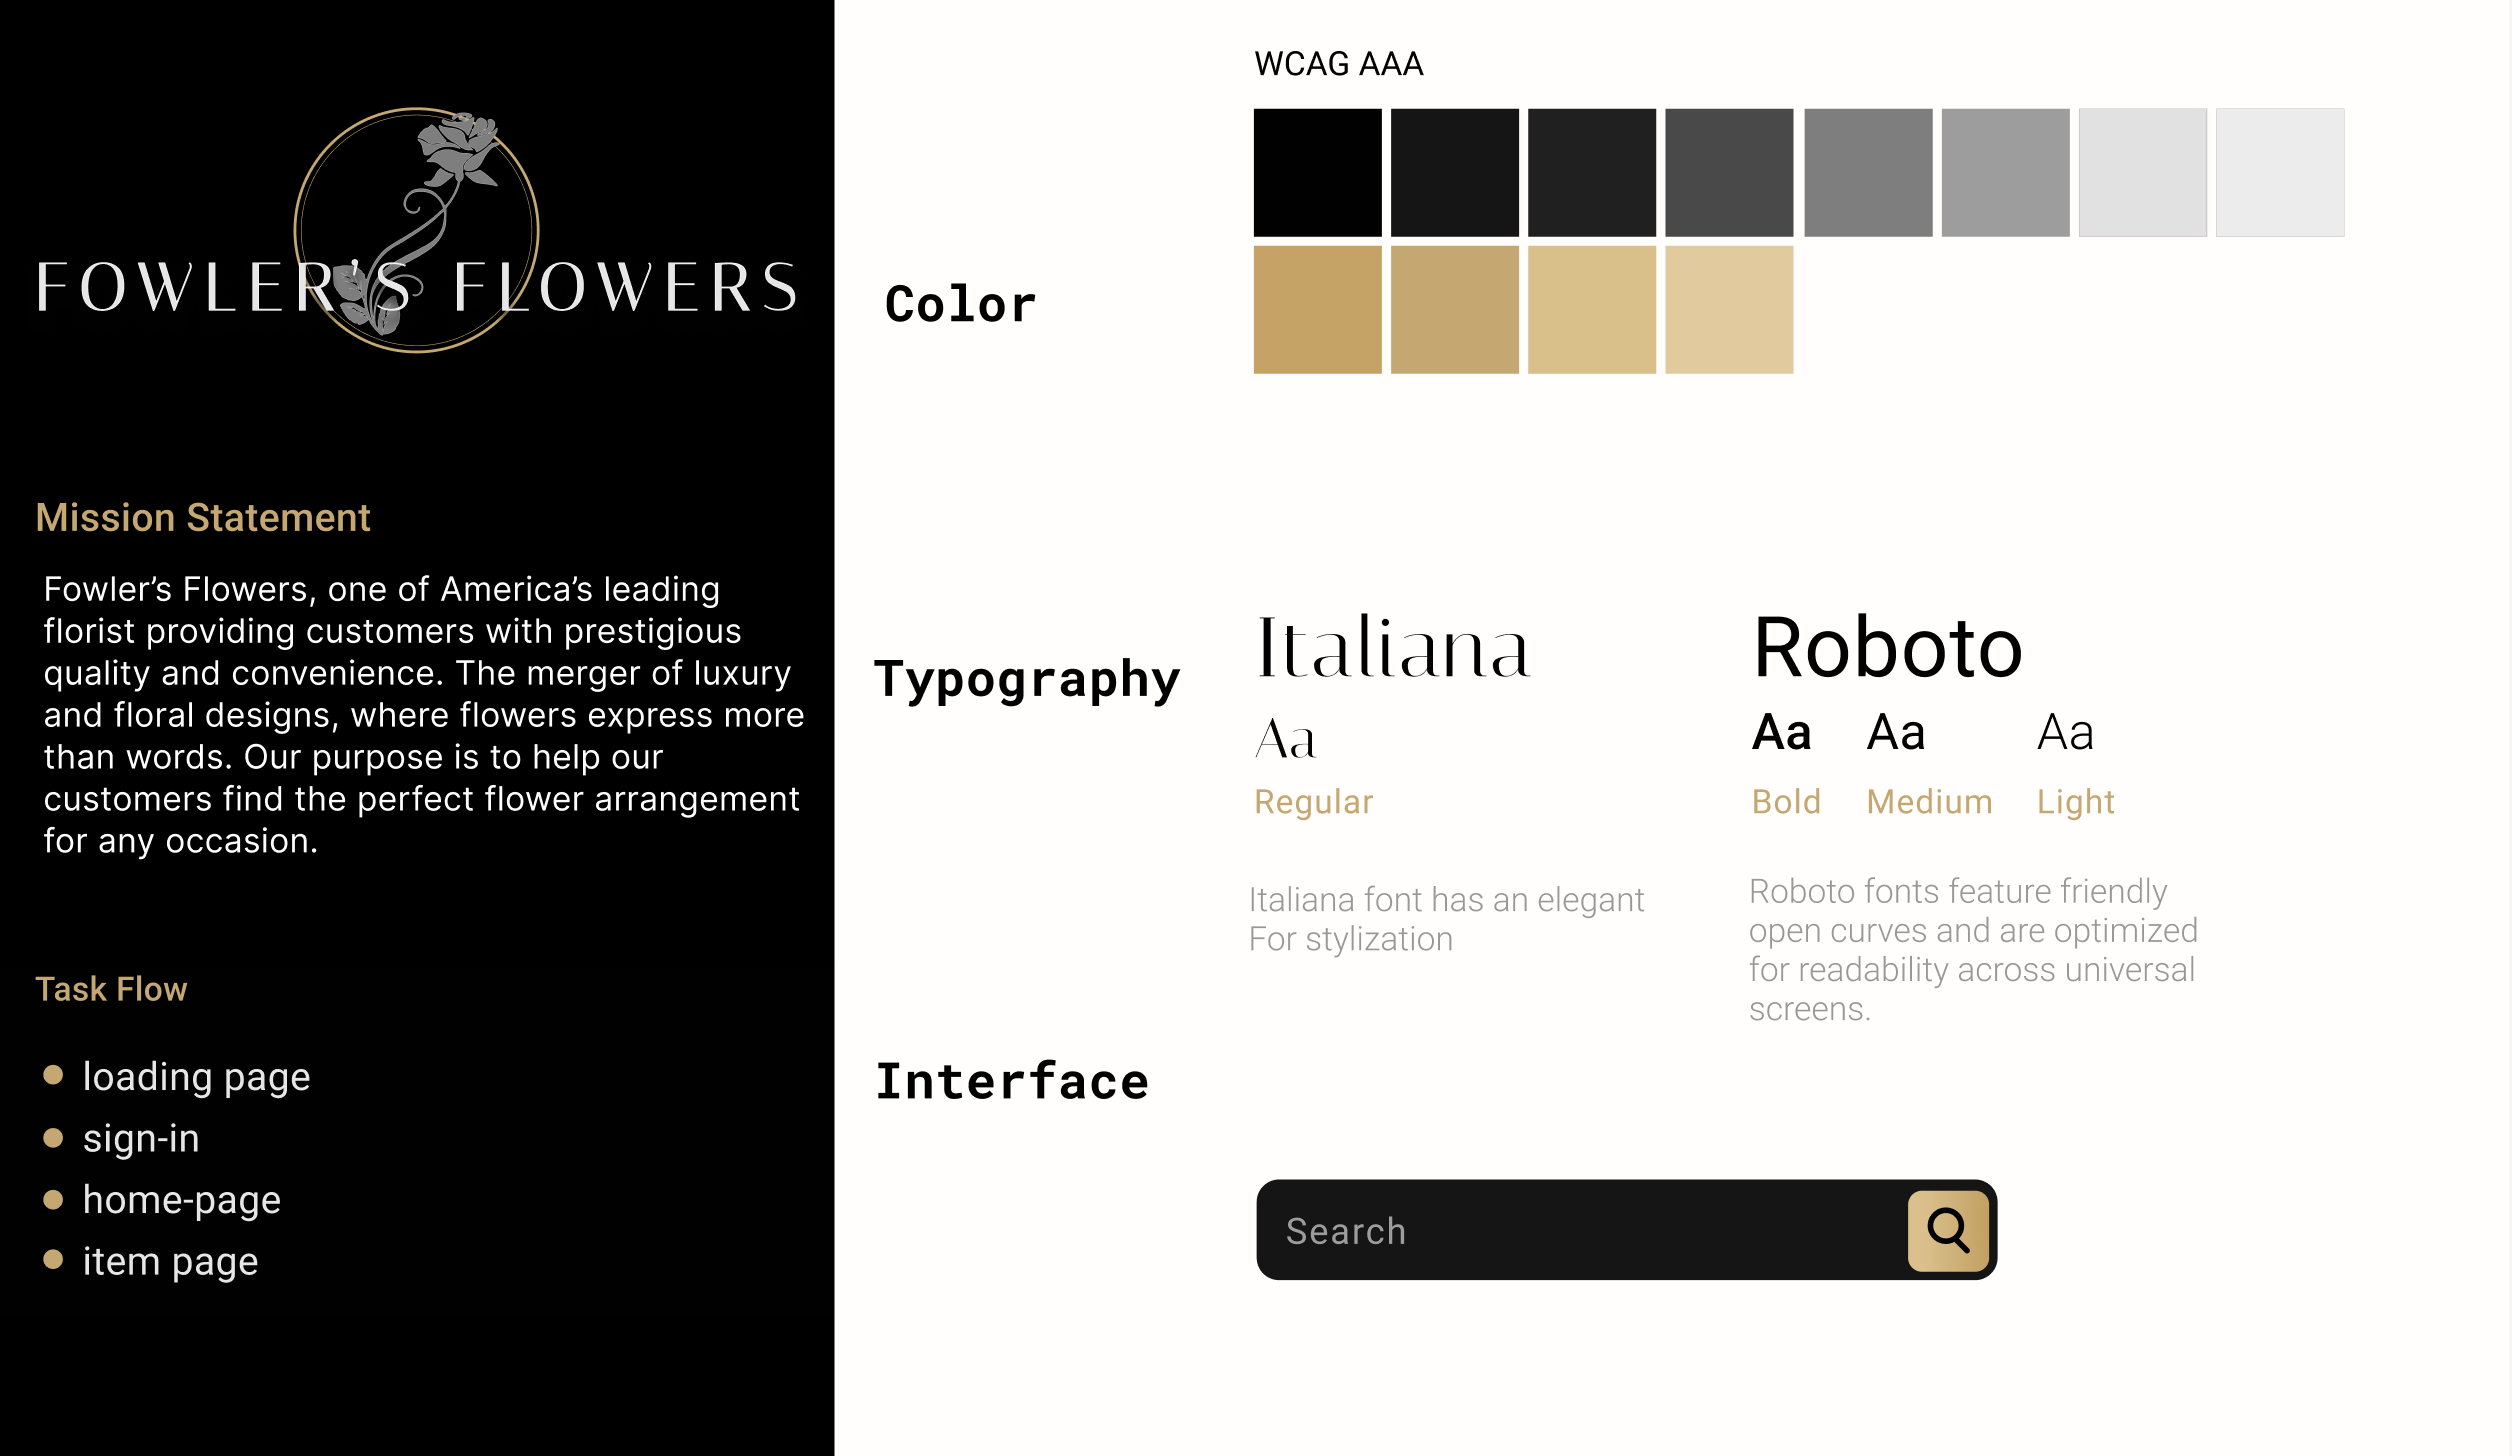 FOWLER'S FLOWERS
Mission Statement
Fowler’s Flowers, one of America’s leading
florist providing customers with prestigious
quality and convenience. The merger of luxury
and floral designs, where flowers express more
than words. Our purpose is to help our
customers find the perfect flower arrangement
for any occasion.
Task Flow
loading page
sign-in
home-page
item page
WCAG AAA
Color
Typography
Italiana
Aa
Regular
Italiana font has an elegant
For stylization
Roboto
Aa Aa Aa
Bold Medium Light
Roboto fonts feature friendly
open curves and are optimized
for readability across universal
screens.
Interface
Search